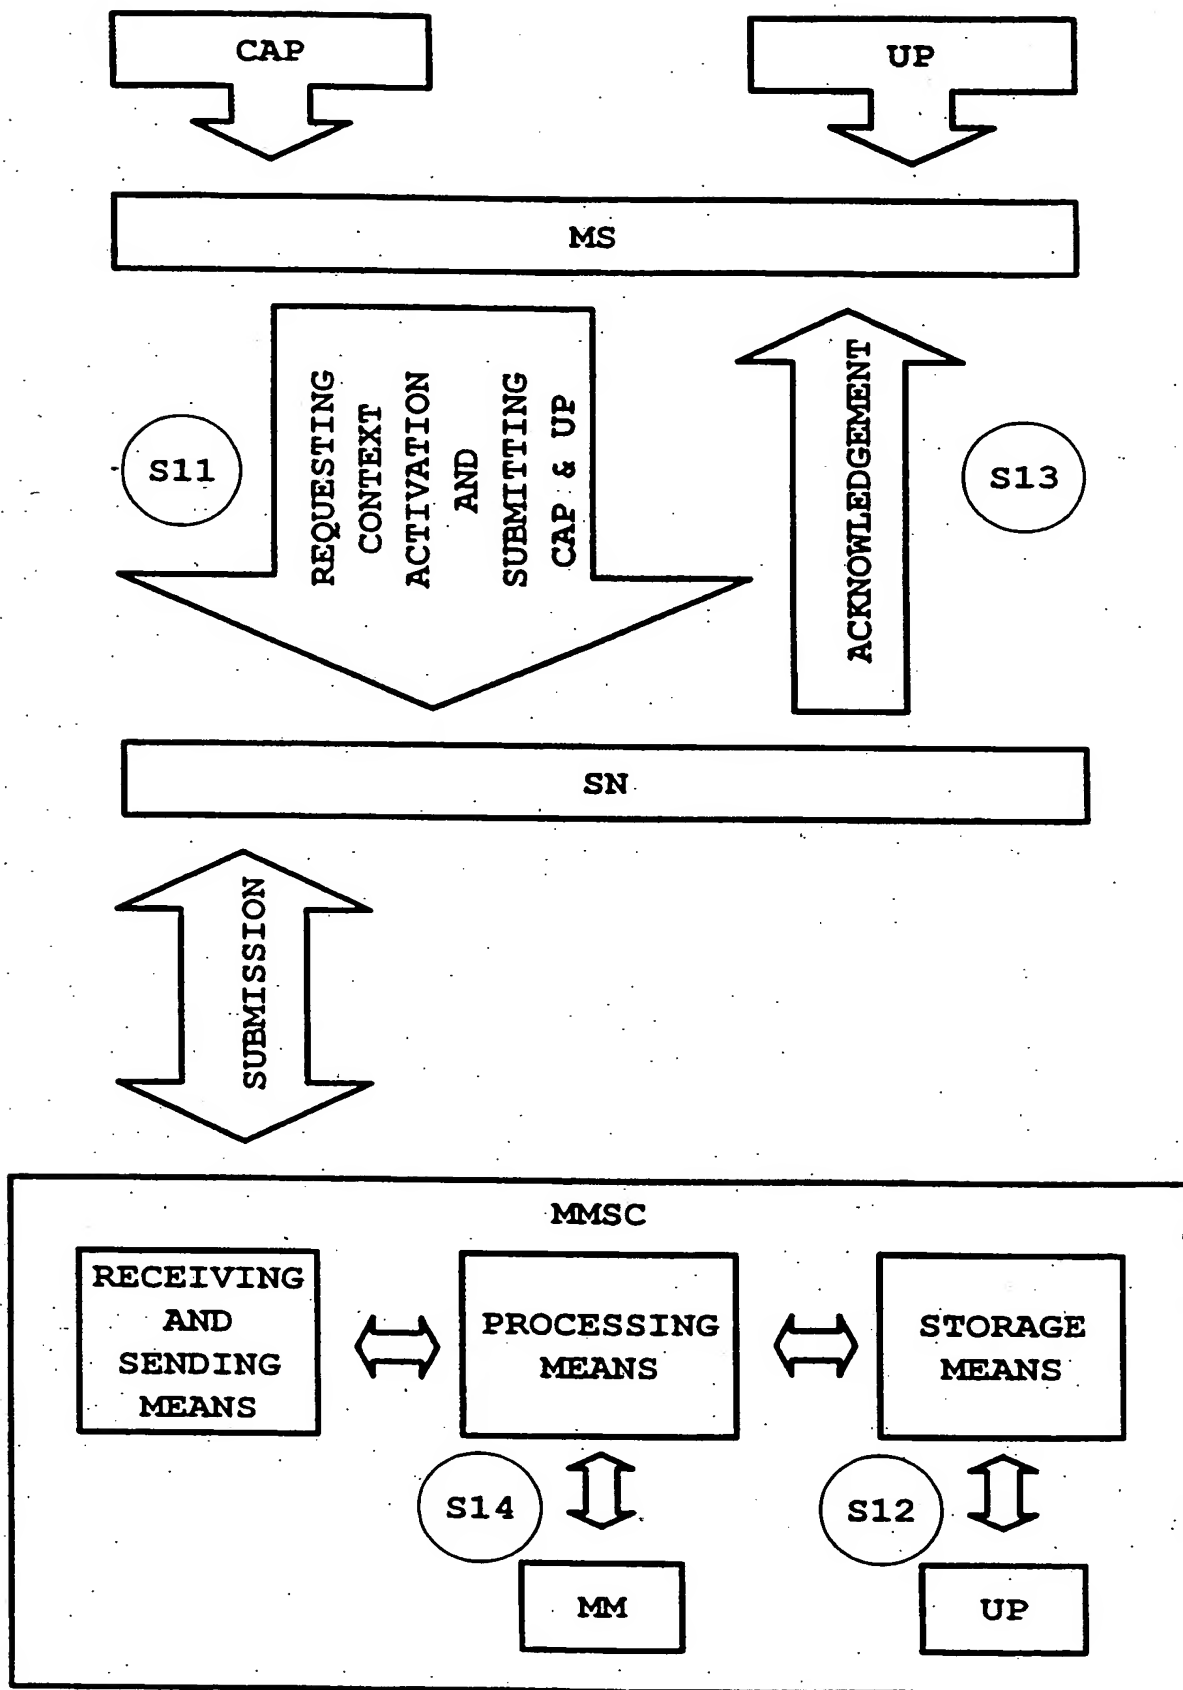 CAP
UP
MS
S11
REQUESTING
CONTEXT
ACTIVATION
AND
SUBMITTING
CAP & UP
ACKNOWLEDGEMENT
S13
SN
SUBMISSION
MMSC
RECEIVING
AND
SENDING
MEANS
PROCESSING
MEANS
STORAGE
MEANS
S14
S12
MM
UP